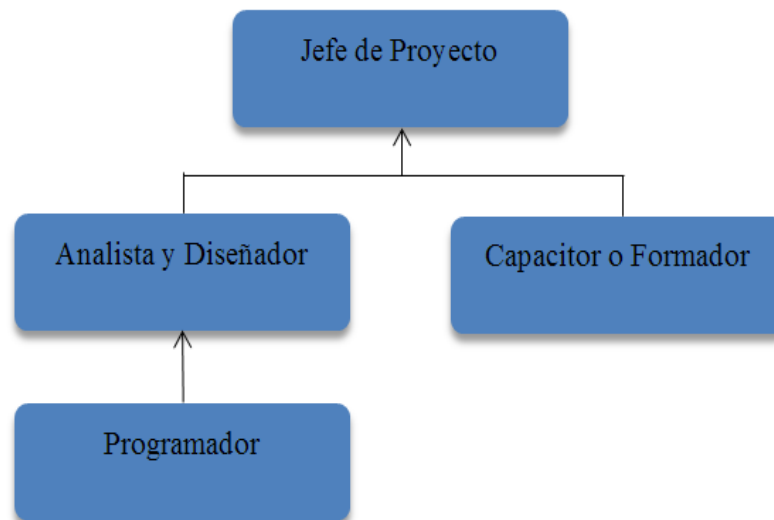 Jefe de Proyecto
Analista y Diseñador
Capacitor o Formador
Programador